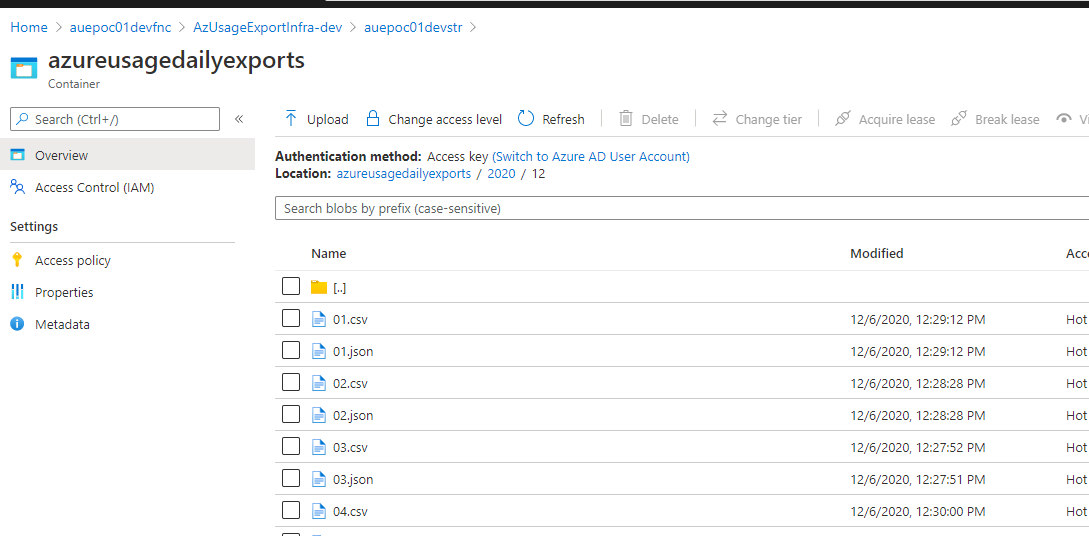 Home > auepoc01devfnc > AzUsageExportInfra-dev > auepoc01devstr >
azureusagedailyexports
Container
Search (Ctrl+/)
«
Overview
Access Control (IAM)
Settings
Access policy
Properties
Metadata
Upload Change access level Refresh Delete Change tier Acquire lease Break lease
Authentication method: Access key (Switch to Azure AD User Account)
Location: azureusagedailyexports / 2020 / 12
Search blobs by prefix (case-sensitive)
Name Modified
[..]
01.csv 12/6/2020, 12:29:12 PM Hot
01.json 12/6/2020, 12:29:12 PM Hot
02.csv 12/6/2020, 12:28:28 PM Hot
02.json 12/6/2020, 12:28:28 PM Hot
03.csv 12/6/2020, 12:27:52 PM Hot
03.json 12/6/2020, 12:27:51 PM Hot
04.csv 12/6/2020, 12:30:00 PM Hot